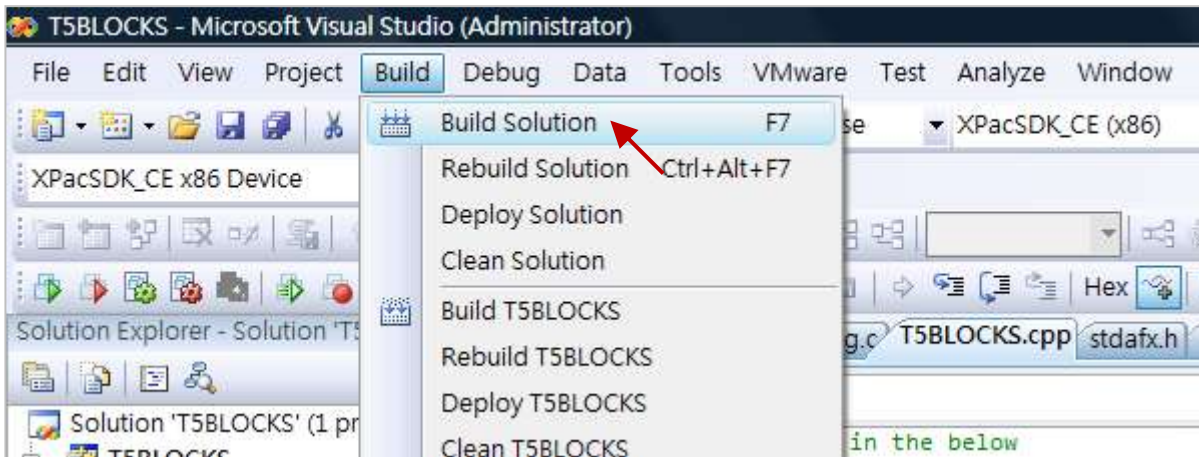 T5BLOCKS - Microsoft Visual Studio (Administrator)
File Edit View Project Build Debug Data Tools VMware Test Analyze Window
Build Solution F7
se XPacSDK_CE (x86)
Rebuild Solution Ctrl+Alt+F7
XPacSDK_CE x86 Device
Deploy Solution
Clean Solution
Hex
Build T5BLOCKS
Solution Explorer - Solution 'T5
g.c T5BLOCKS.cpp stdafx.h
Rebuild T5BLOCKS
Deploy T5BLOCKS
Solution 'T5BLOCKS' (1 pr
Clean T5BLOCKS
in the below
T5BLOCKS